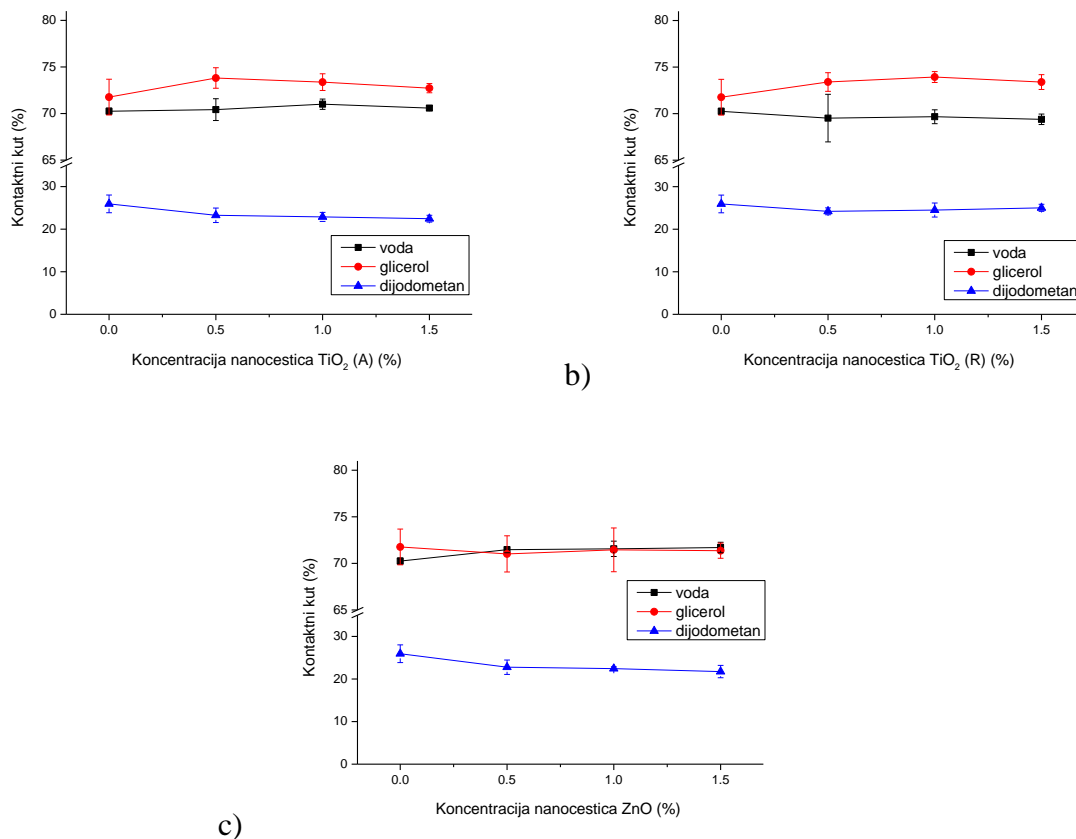 80
75
70
65
30
20
10
0
Kontaktni kut (%)
voda
glicerol
dijodometan
0.0 0.5 1.0 1.5
Koncentracija nanocestica TiO₂ (A) (%)
80
75
70
65
30
20
10
0
Kontaktni kut (%)
voda
glicerol
dijodometan
0.0 0.5 1.0 1.5
Koncentracija nanocestica TiO₂ (R) (%)
b)
80
75
70
65
30
20
10
0
Kontaktni kut (%)
voda
glicerol
dijodometan
0.0 0.5 1.0 1.5
Koncentracija nanocestica ZnO (%)
c)